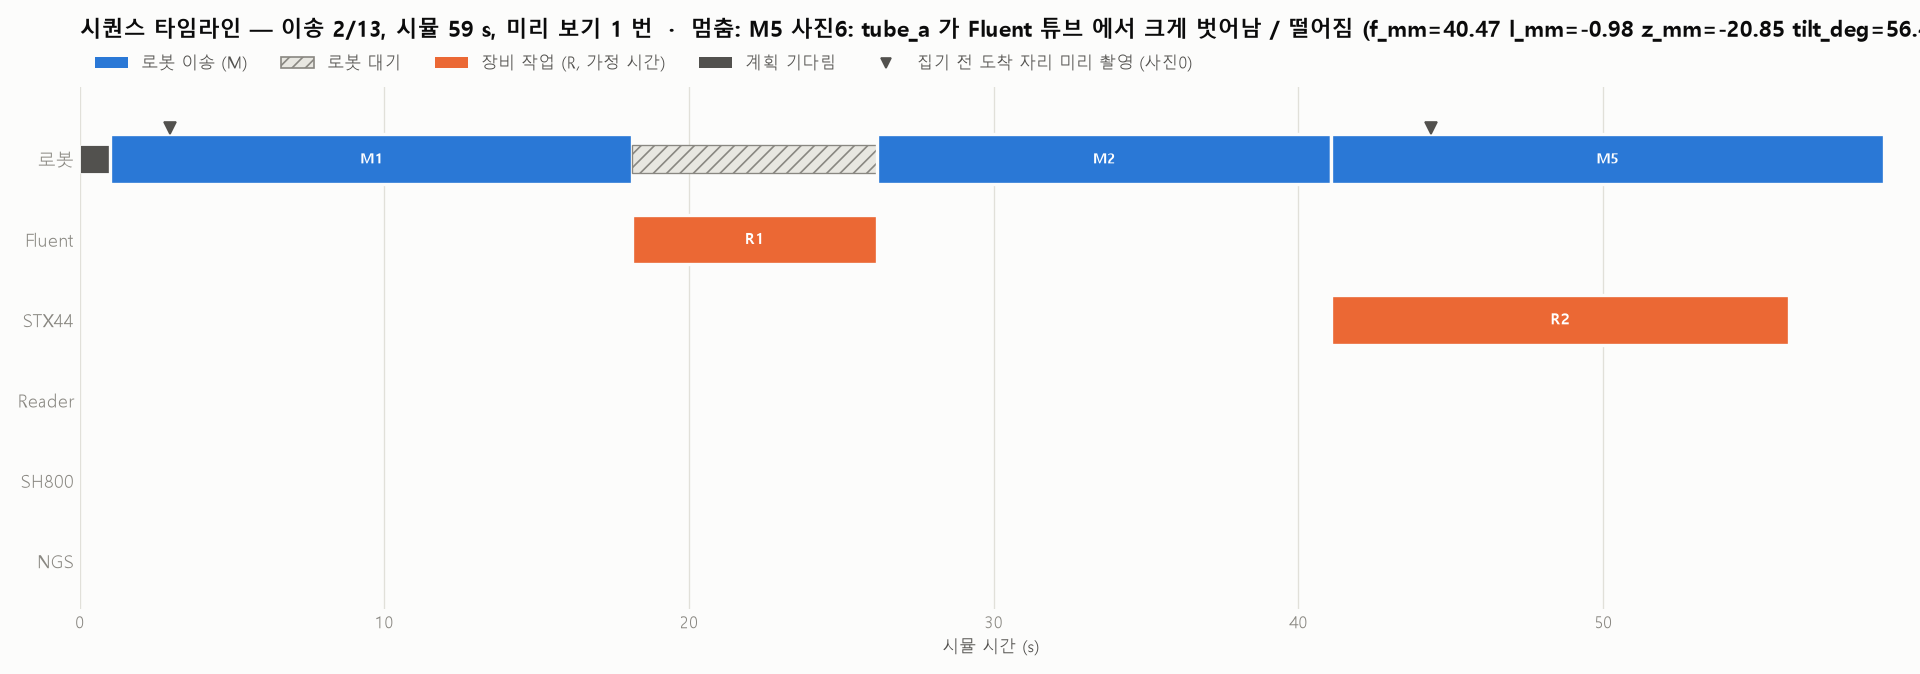 시퀀스 타임라인 — 이송 2/13, 시뮬 59 s, 미리 보기 1 번 · 멈춤: M5 사진6: tube_a 가 Fluent 튜브 에서 크게 벗어남 / 떨어짐 (f_mm=40.47 l_mm=-0.98 z_mm=-20.85 tilt_deg=56.
로봇 이송 (M) 로봇 대기 장비 작업 (R, 가정 시간) 계획 기다림 집기 전 도착 자리 미리 촬영 (사진0)
로봇 M1 M2 M5
Fluent R1
STX44 R2
Reader
SH800
NGS
0 10 20 30 40 50
시뮬 시간 (s)